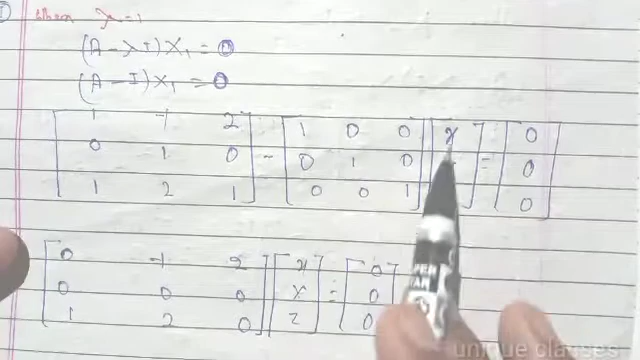 ① when λ=1
(A-λI)X₁=0
(A-I)X₁=0
1 -1 2 1 0 0 x 0
0 1 0 - 0 1 0 = 0
1 2 1 0 0 1 0
0 -1 2 x 0
0 0 0 y = 0
1 2 0 z 0
unique classes